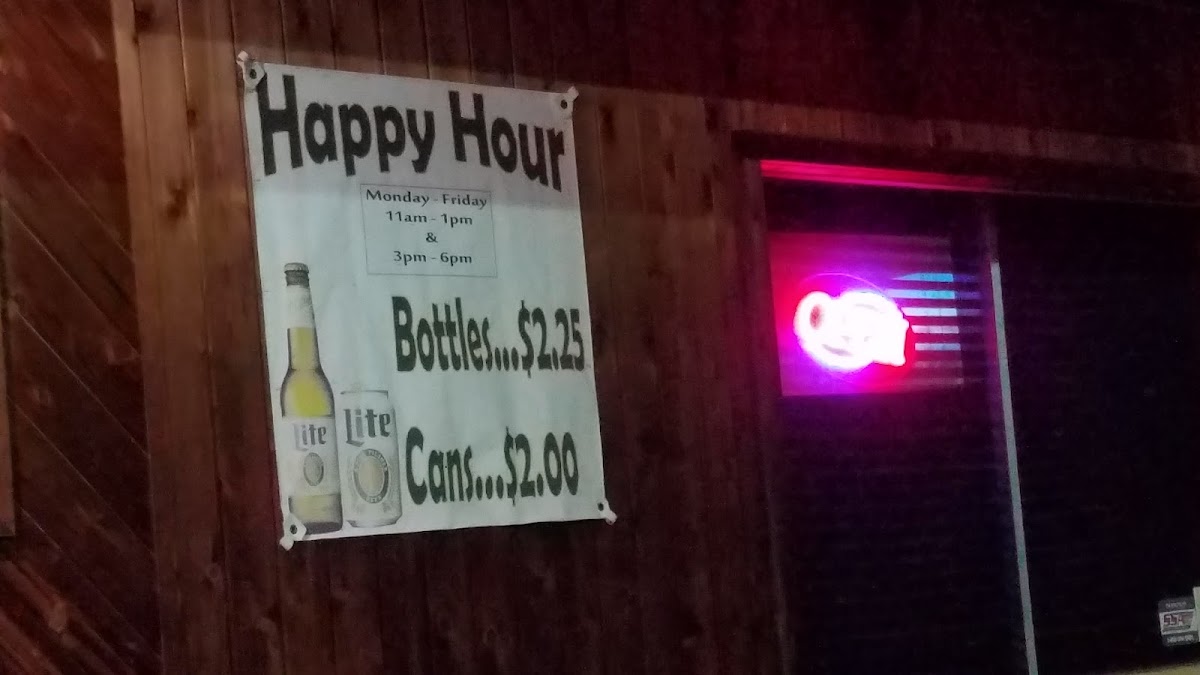 Happy Hour
Monday - Friday
11am - 1pm
&
3pm - 6pm
Bottles...$2.25
Lite
Lite
Cans...$2.00